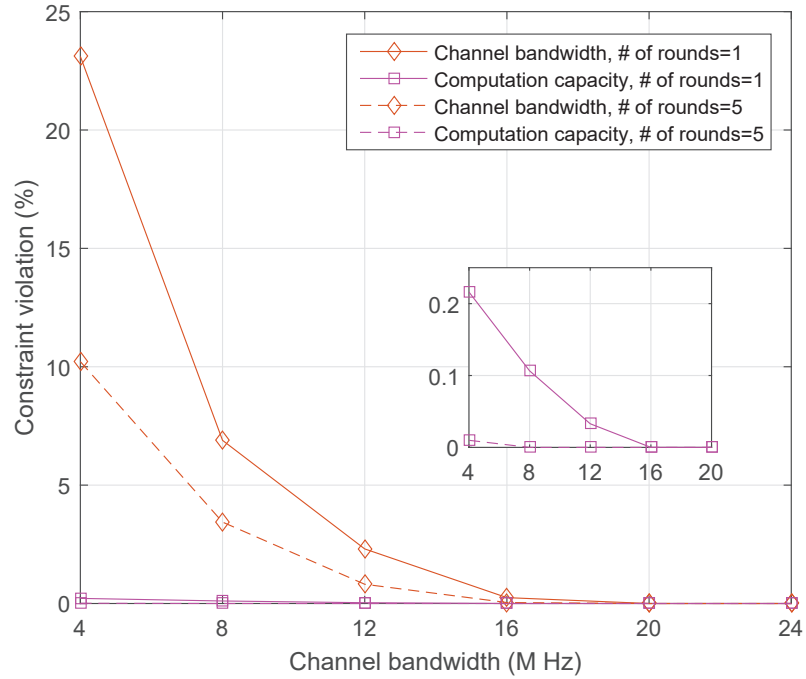 25
20
15
10
5
0
Constraint violation (%)
Channel bandwidth, # of rounds=1
Computation capacity, # of rounds=1
Channel bandwidth, # of rounds=5
Computation capacity, # of rounds=5
0.2
0.1
0
4 8 12 16 20
4 8 12 16 20 24
Channel bandwidth (M Hz)